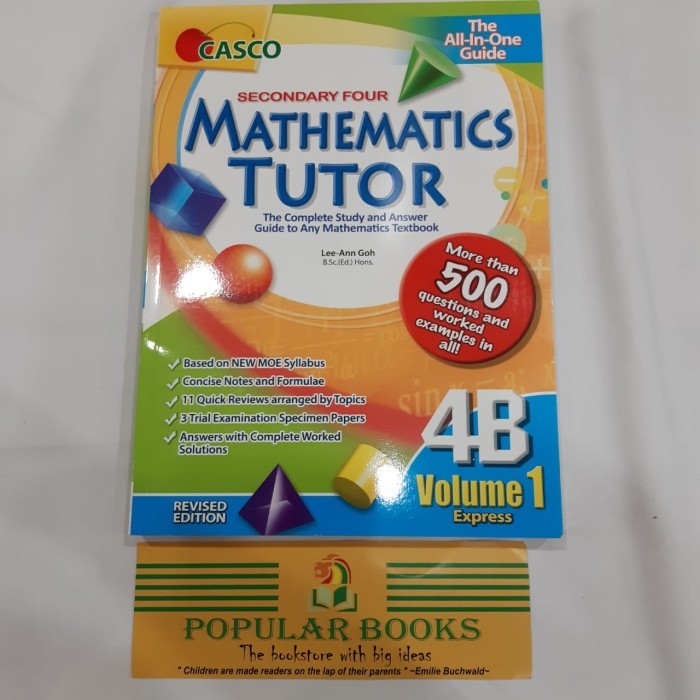 CASCO
The
All-In-One
Guide
SECONDARY FOUR
MATHEMATICS
TUTOR
The Complete Study and Answer
Guide to Any Mathematics Textbook
Lee-Ann Goh
B.Sc.(Ed.) Hons.
More than
500
questions and
worked
examples in
all!
Based on NEW MOE Syllabus
Concise Notes and Formulae
11 Quick Reviews arranged by Topics
3 Trial Examination Specimen Papers
Answers with Complete Worked
Solutions
4B
Volume 1
Express
REVISED
EDITION
POPULAR BOOKS
The bookstore with big ideas
" Children are made readers on the lap of their parents " ~Emilie Buchwald~